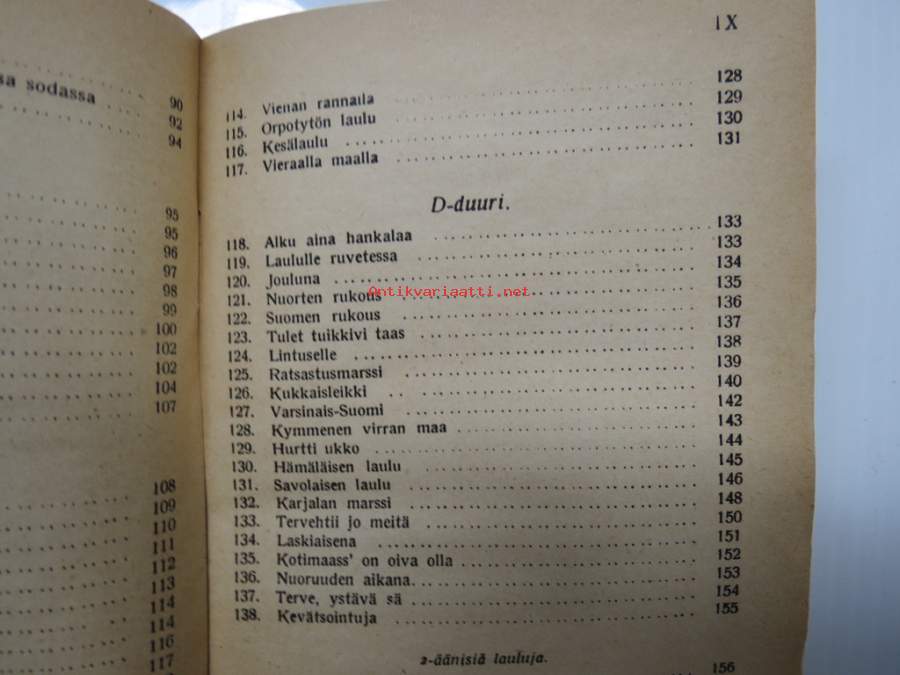 sa sodassa 90
92
94
95
95
96
97
98
99
100
102
102
104
107
108
109
110
111
112
113
114
114
116
117
IX
114. Vienan rannalla 128
115. Orpotytön laulu 129
116. Kesälaulu 130
117. Vieraalla maalla 131
D-duuri.
118. Alku aina hankalaa 133
119. Laululle ruvetessa 133
120. Jouluna 134
121. Nuorten rukous 135
122. Suomen rukous 136
123. Tulet tuikkivi taas 137
124. Lintuselle 138
125. Ratsastusmarssi 139
126. Kukkaisleikki 140
127. Varsinais-Suomi 142
128. Kymmenen virran maa 143
129. Hurtti ukko 144
130. Hämäläisen laulu 145
131. Savolaisen laulu 146
132. Karjalan marssi 148
133. Tervehtii jo meitä 150
134. Laskiaisena 151
135. Kotimaass' on oiva olla 152
136. Nuoruuden aikana 153
137. Terve, ystävä sä 154
138. Kevätsointuja 155
2-äänisiä lauluja.
156
Antikvariaatti.net